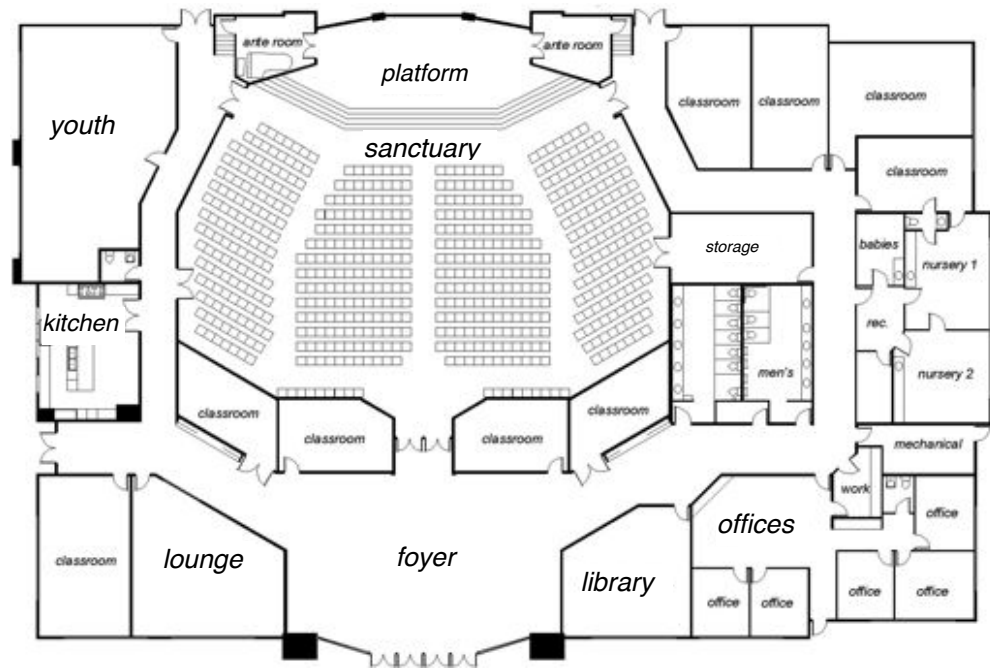 ante room
ante room
platform
classroom
classroom
classroom
youth
sanctuary
classroom
storage
babies
nursery 1
kitchen
rec.
men's
nursery 2
classroom
classroom
classroom
classroom
mechanical
work
classroom
lounge
foyer
library
offices
office
office
office
office
office